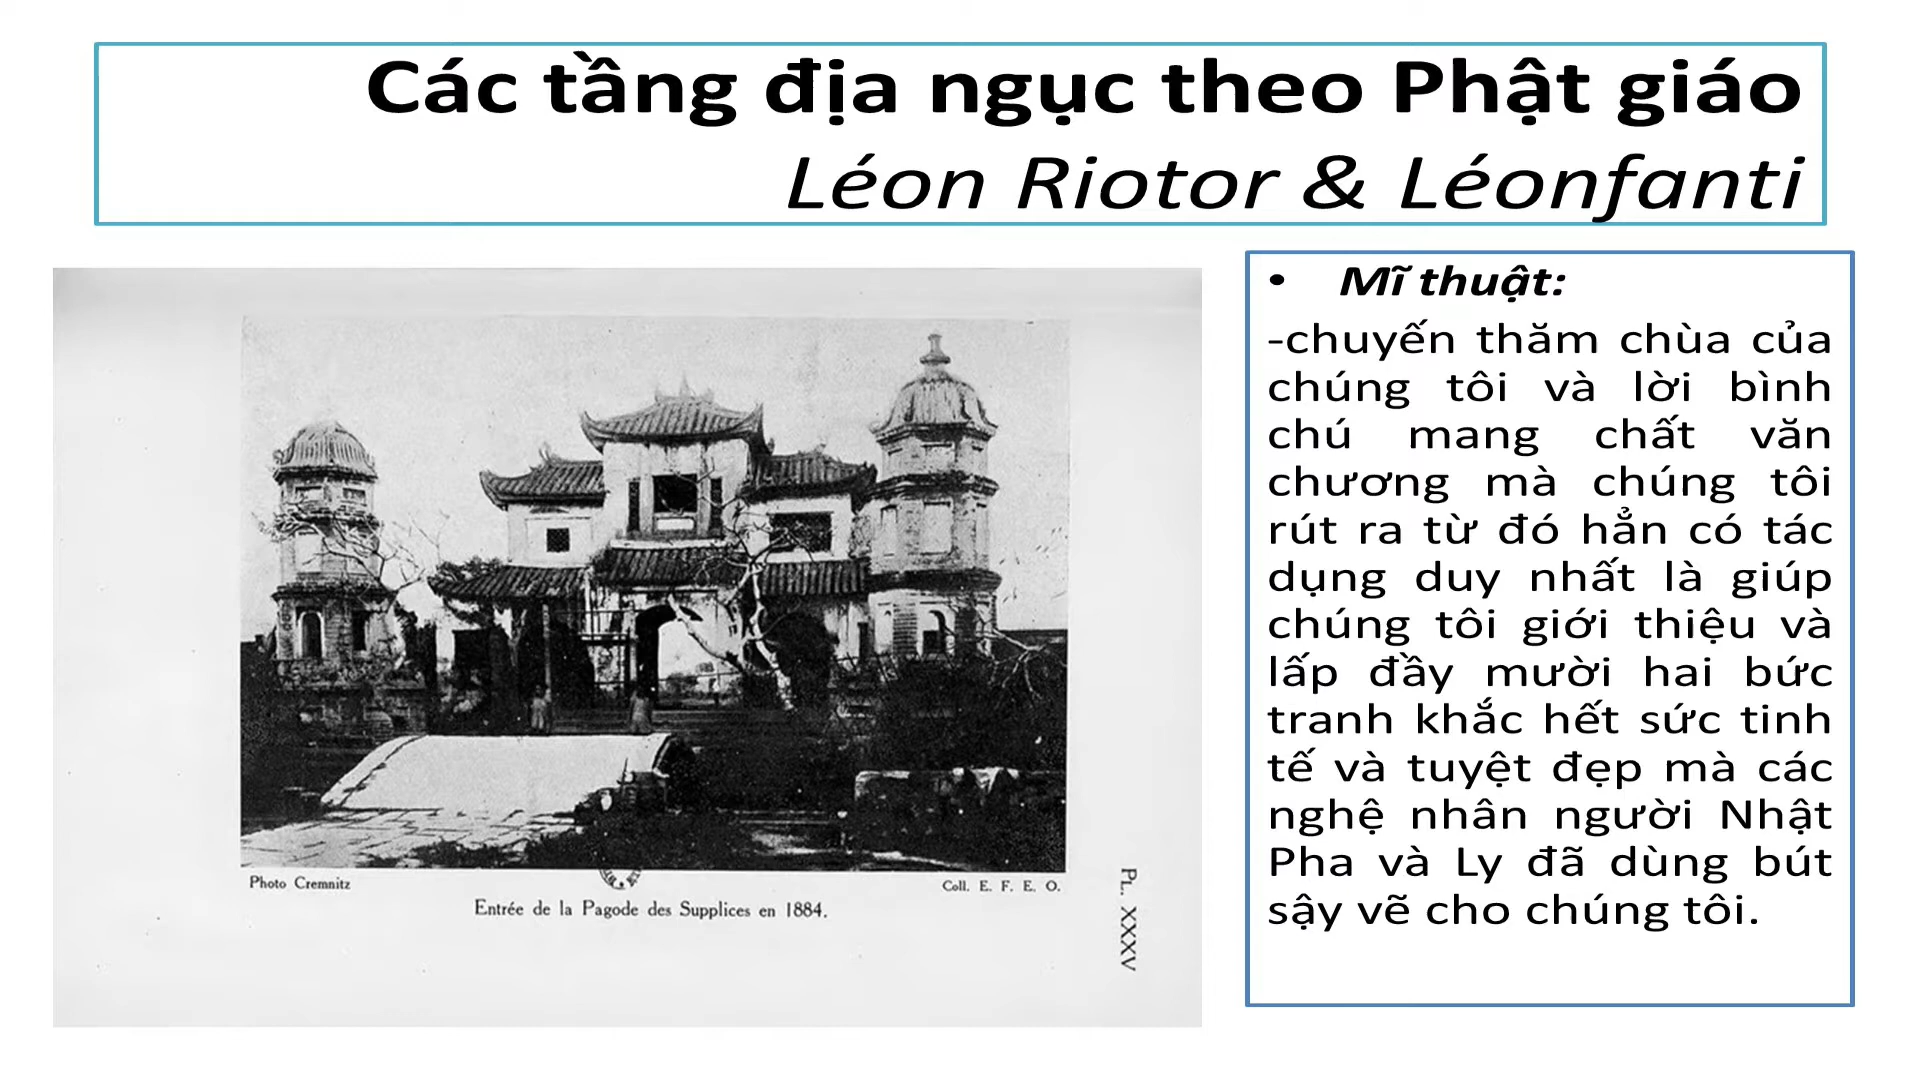 Các tầng địa ngục theo Phật giáo
Léon Riotor & Léonfanti
• Mĩ thuật:
-chuyến thăm chùa của
chúng tôi và lời bình
chú mang chất văn
chương mà chúng tôi
rút ra từ đó hẳn có tác
dụng duy nhất là giúp
chúng tôi giới thiệu và
lấp đầy mười hai bức
tranh khắc hết sức tinh
tế và tuyệt đẹp mà các
nghệ nhân người Nhật
Pha và Ly đã dùng bút
sậy vẽ cho chúng tôi.
Photo Cremnitz
Coll. E. F. E. O.
Entrée de la Pagode des Supplices en 1884.
PL. XXXV